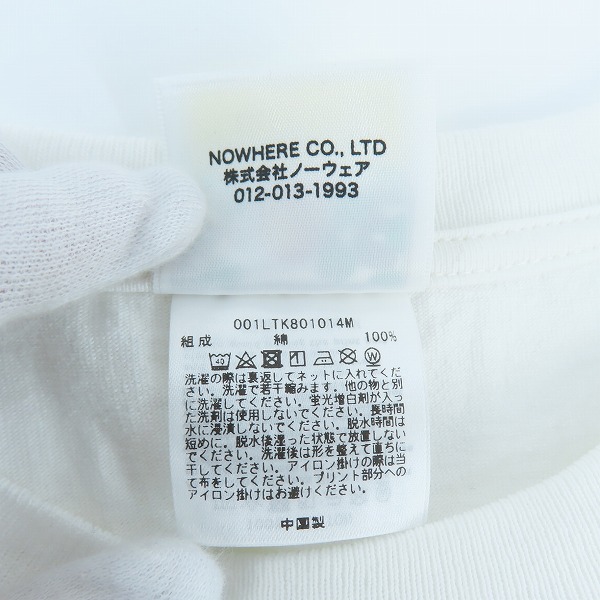 NOWHERE CO., LTD
株式会社ノーウェア
012-013-1993
001LTK801014M
組成 綿 100%
40
洗濯の際は裏返してネットに入れてくだ
さい。洗濯で若干縮みます。他の物と別
に洗濯してください。蛍光増白剤が入っ
た洗剤は使用しないでください。長時間
水に浸漬しないでください。脱水時間は
短めに。脱水後湿った状態で放置しない
でください。洗濯後は形を整えて直ちに
干してください。アイロン掛けの際は当
て布をしてください。プリント部分への
アイロン掛けはお避けください。
中国製